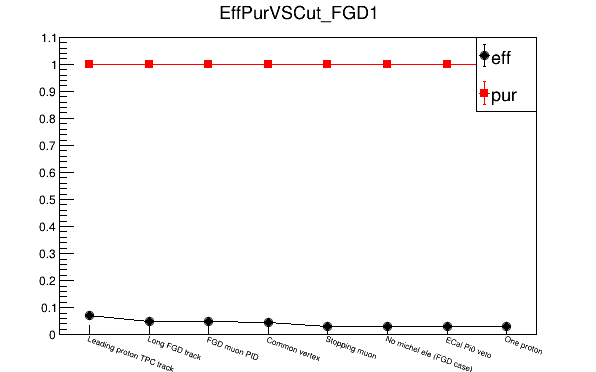 EffPurVSCut_FGD1
1.1
1
0.9
0.8
0.7
0.6
0.5
0.4
0.3
0.2
0.1
0
eff
pur
Leading proton TPC track
Long FGD track
FGD muon PID
Common vertex
Stopping muon
No michel ele (FGD case)
ECal Pi0 veto
One proton